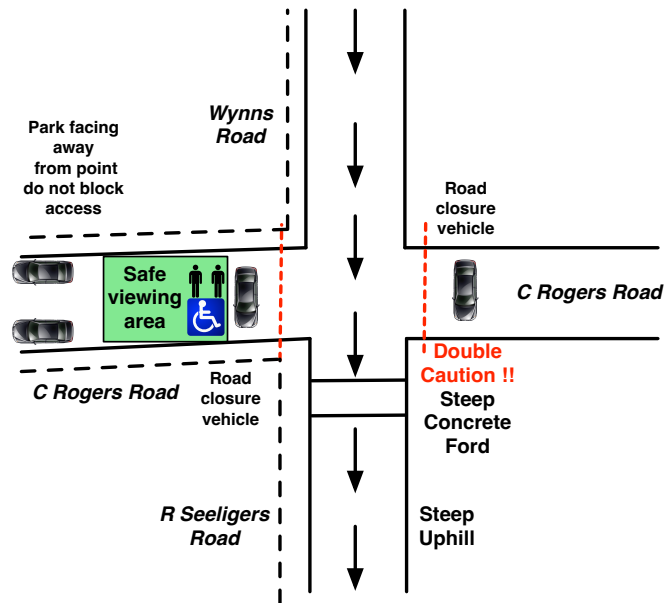 Wynns
Road
Park facing
away
from point
do not block
access
Road
closure
vehicle
Safe
viewing
area
C Rogers Road
Double
Caution !!
C Rogers Road
Road
closure
vehicle
Steep
Concrete
Ford
R Seeligers
Road
Steep
Uphill